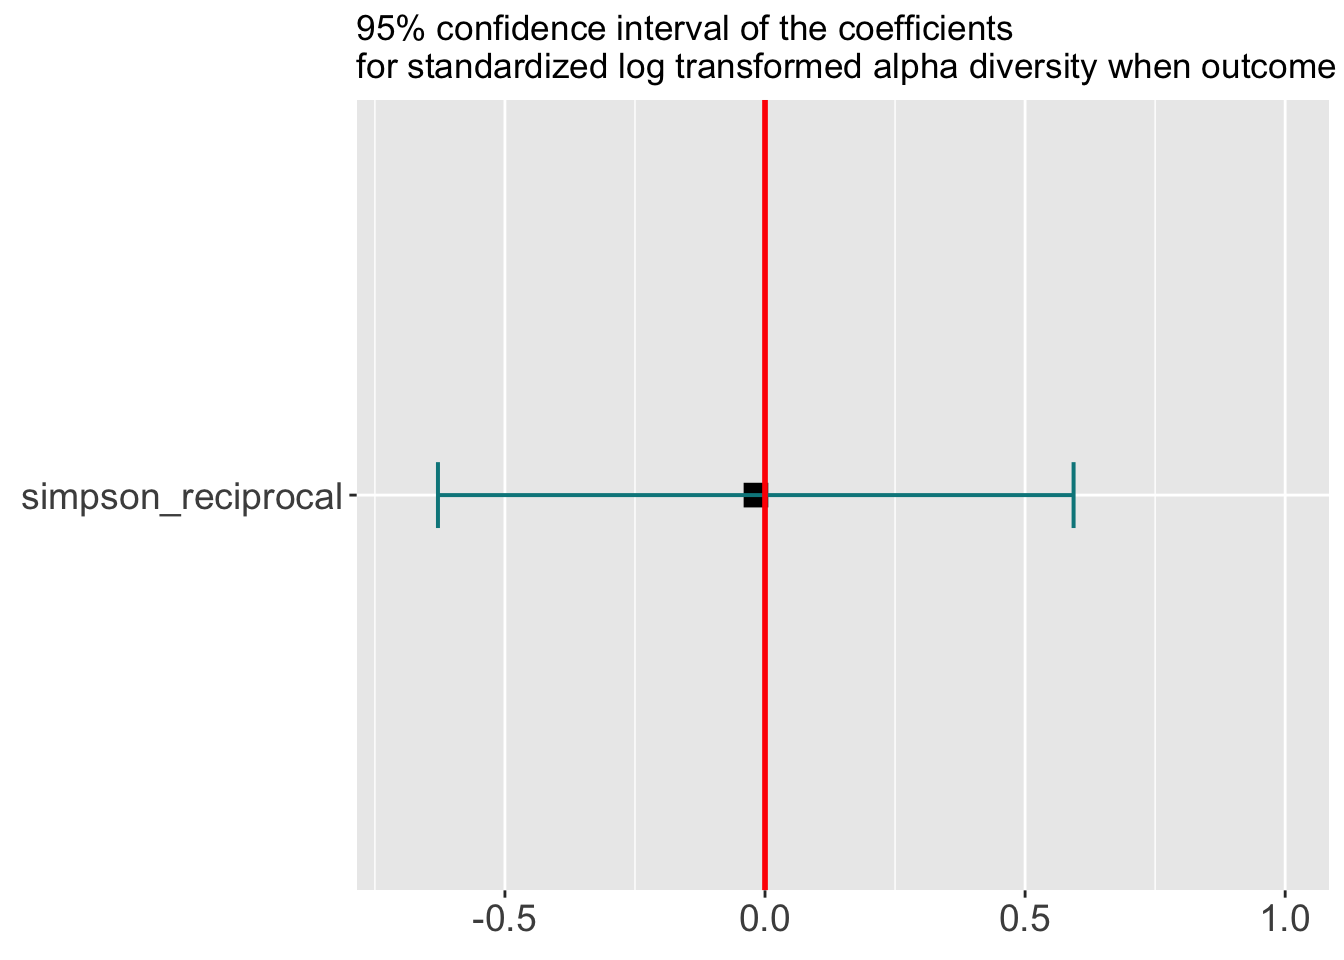 95% confidence interval of the coefficients
for standardized log transformed alpha diversity when outcome
simpson_reciprocal
-0.5 0.0 0.5 1.0